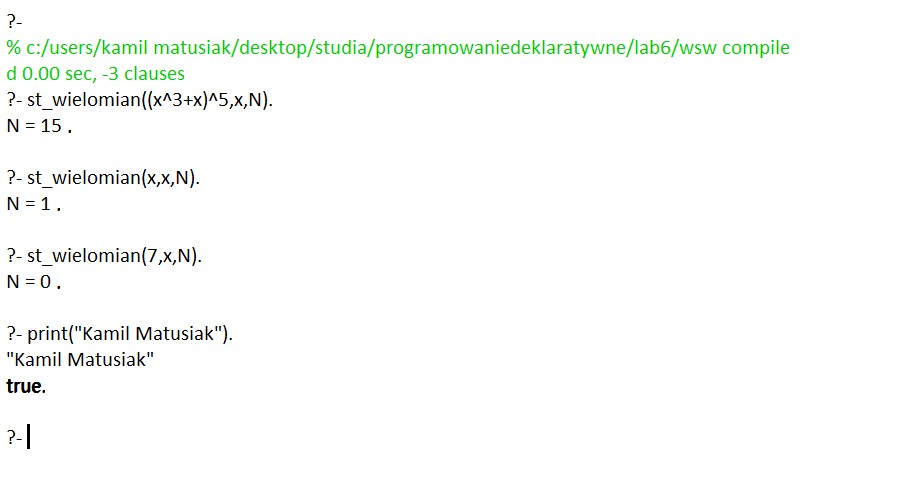 ?-
% c:/users/kamil matusiak/desktop/studia/programowaniedeklaratywne/lab6/wsw compile
d 0.00 sec, -3 clauses
?- st_wielomian((x^3+x)^5,x,N).
N = 15 .
?- st_wielomian(x,x,N).
N = 1 .
?- st_wielomian(7,x,N).
N = 0 .
?- print("Kamil Matusiak").
"Kamil Matusiak"
true.
?-